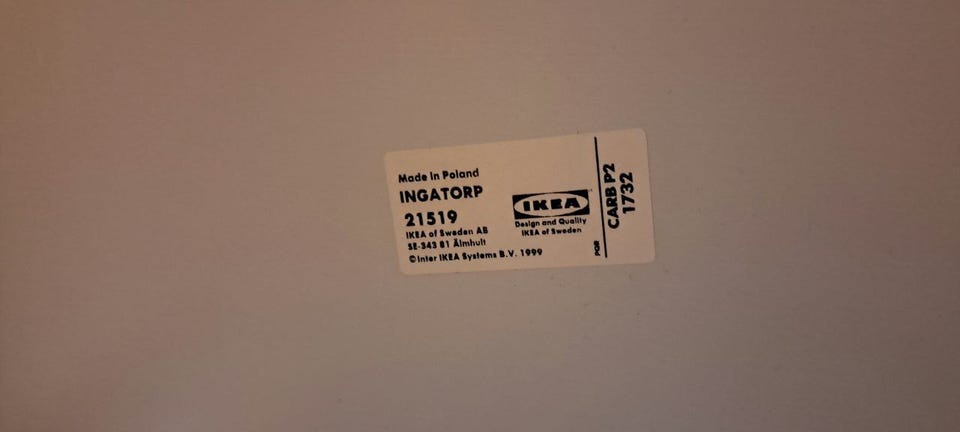 Made in Poland
INGATORP
21519
IKEA of Sweden AB
SE-343 81 Älmhult
© Inter IKEA Systems B.V. 1999
IKEA
Design and Quality
IKEA of Sweden
PQR
CARB P2
1732